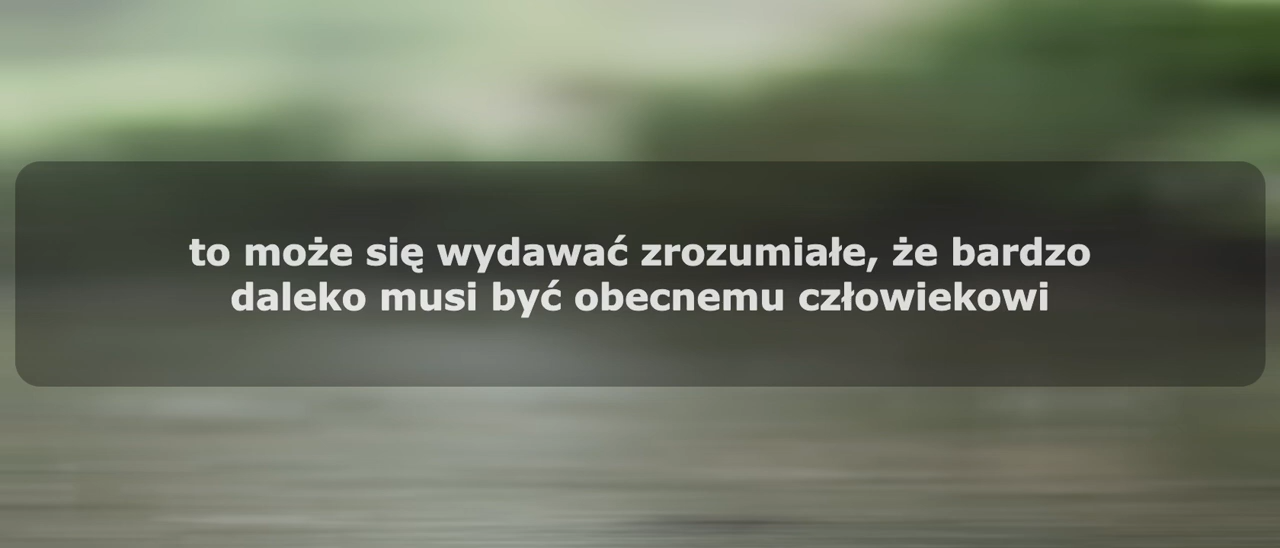 to może się wydawać zrozumiałe, że bardzo
daleko musi być obecnemu człowiekowi